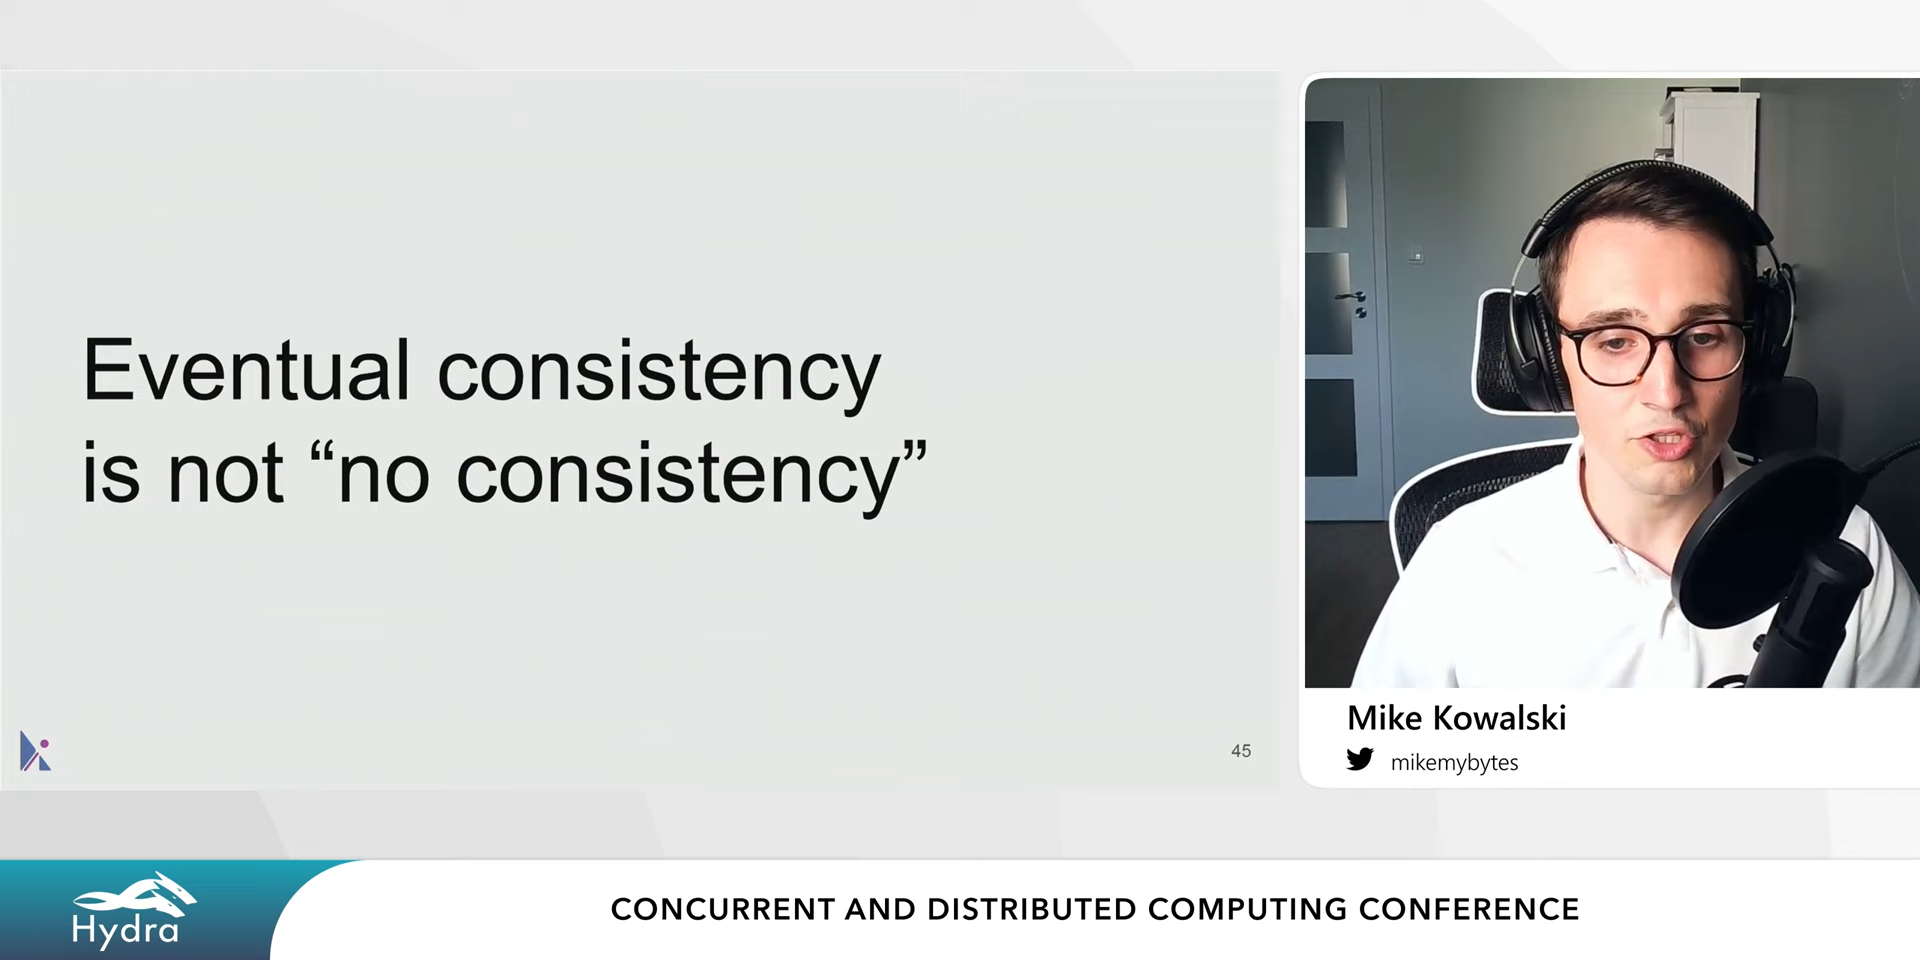 Eventual consistency
is not “no consistency”
45
Mike Kowalski
mikemybytes
Hydra
CONCURRENT AND DISTRIBUTED COMPUTING CONFERENCE